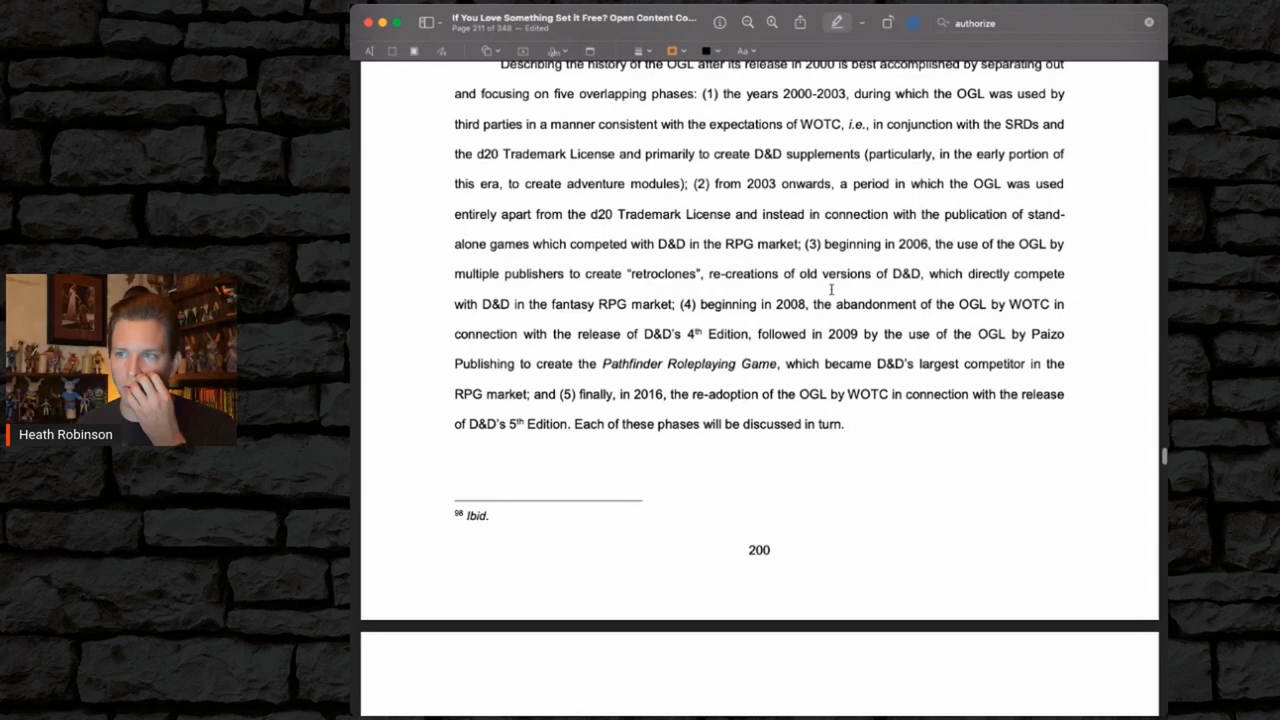 If You Love Something Set it Free? Open Content Co...
Page 211 of 348 — Edited
authorize
Aa
Describing the history of the OGL after its release in 2000 is best accomplished by separating out
and focusing on five overlapping phases: (1) the years 2000-2003, during which the OGL was used by
third parties in a manner consistent with the expectations of WOTC, i.e., in conjunction with the SRDs and
the d20 Trademark License and primarily to create D&D supplements (particularly, in the early portion of
this era, to create adventure modules); (2) from 2003 onwards, a period in which the OGL was used
entirely apart from the d20 Trademark License and instead in connection with the publication of stand-
alone games which competed with D&D in the RPG market; (3) beginning in 2006, the use of the OGL by
multiple publishers to create “retroclones”, re-creations of old versions of D&D, which directly compete
with D&D in the fantasy RPG market; (4) beginning in 2008, the abandonment of the OGL by WOTC in
connection with the release of D&D’s 4th Edition, followed in 2009 by the use of the OGL by Paizo
Publishing to create the Pathfinder Roleplaying Game, which became D&D’s largest competitor in the
RPG market; and (5) finally, in 2016, the re-adoption of the OGL by WOTC in connection with the release
of D&D’s 5th Edition. Each of these phases will be discussed in turn.
98 Ibid.
200
Heath Robinson